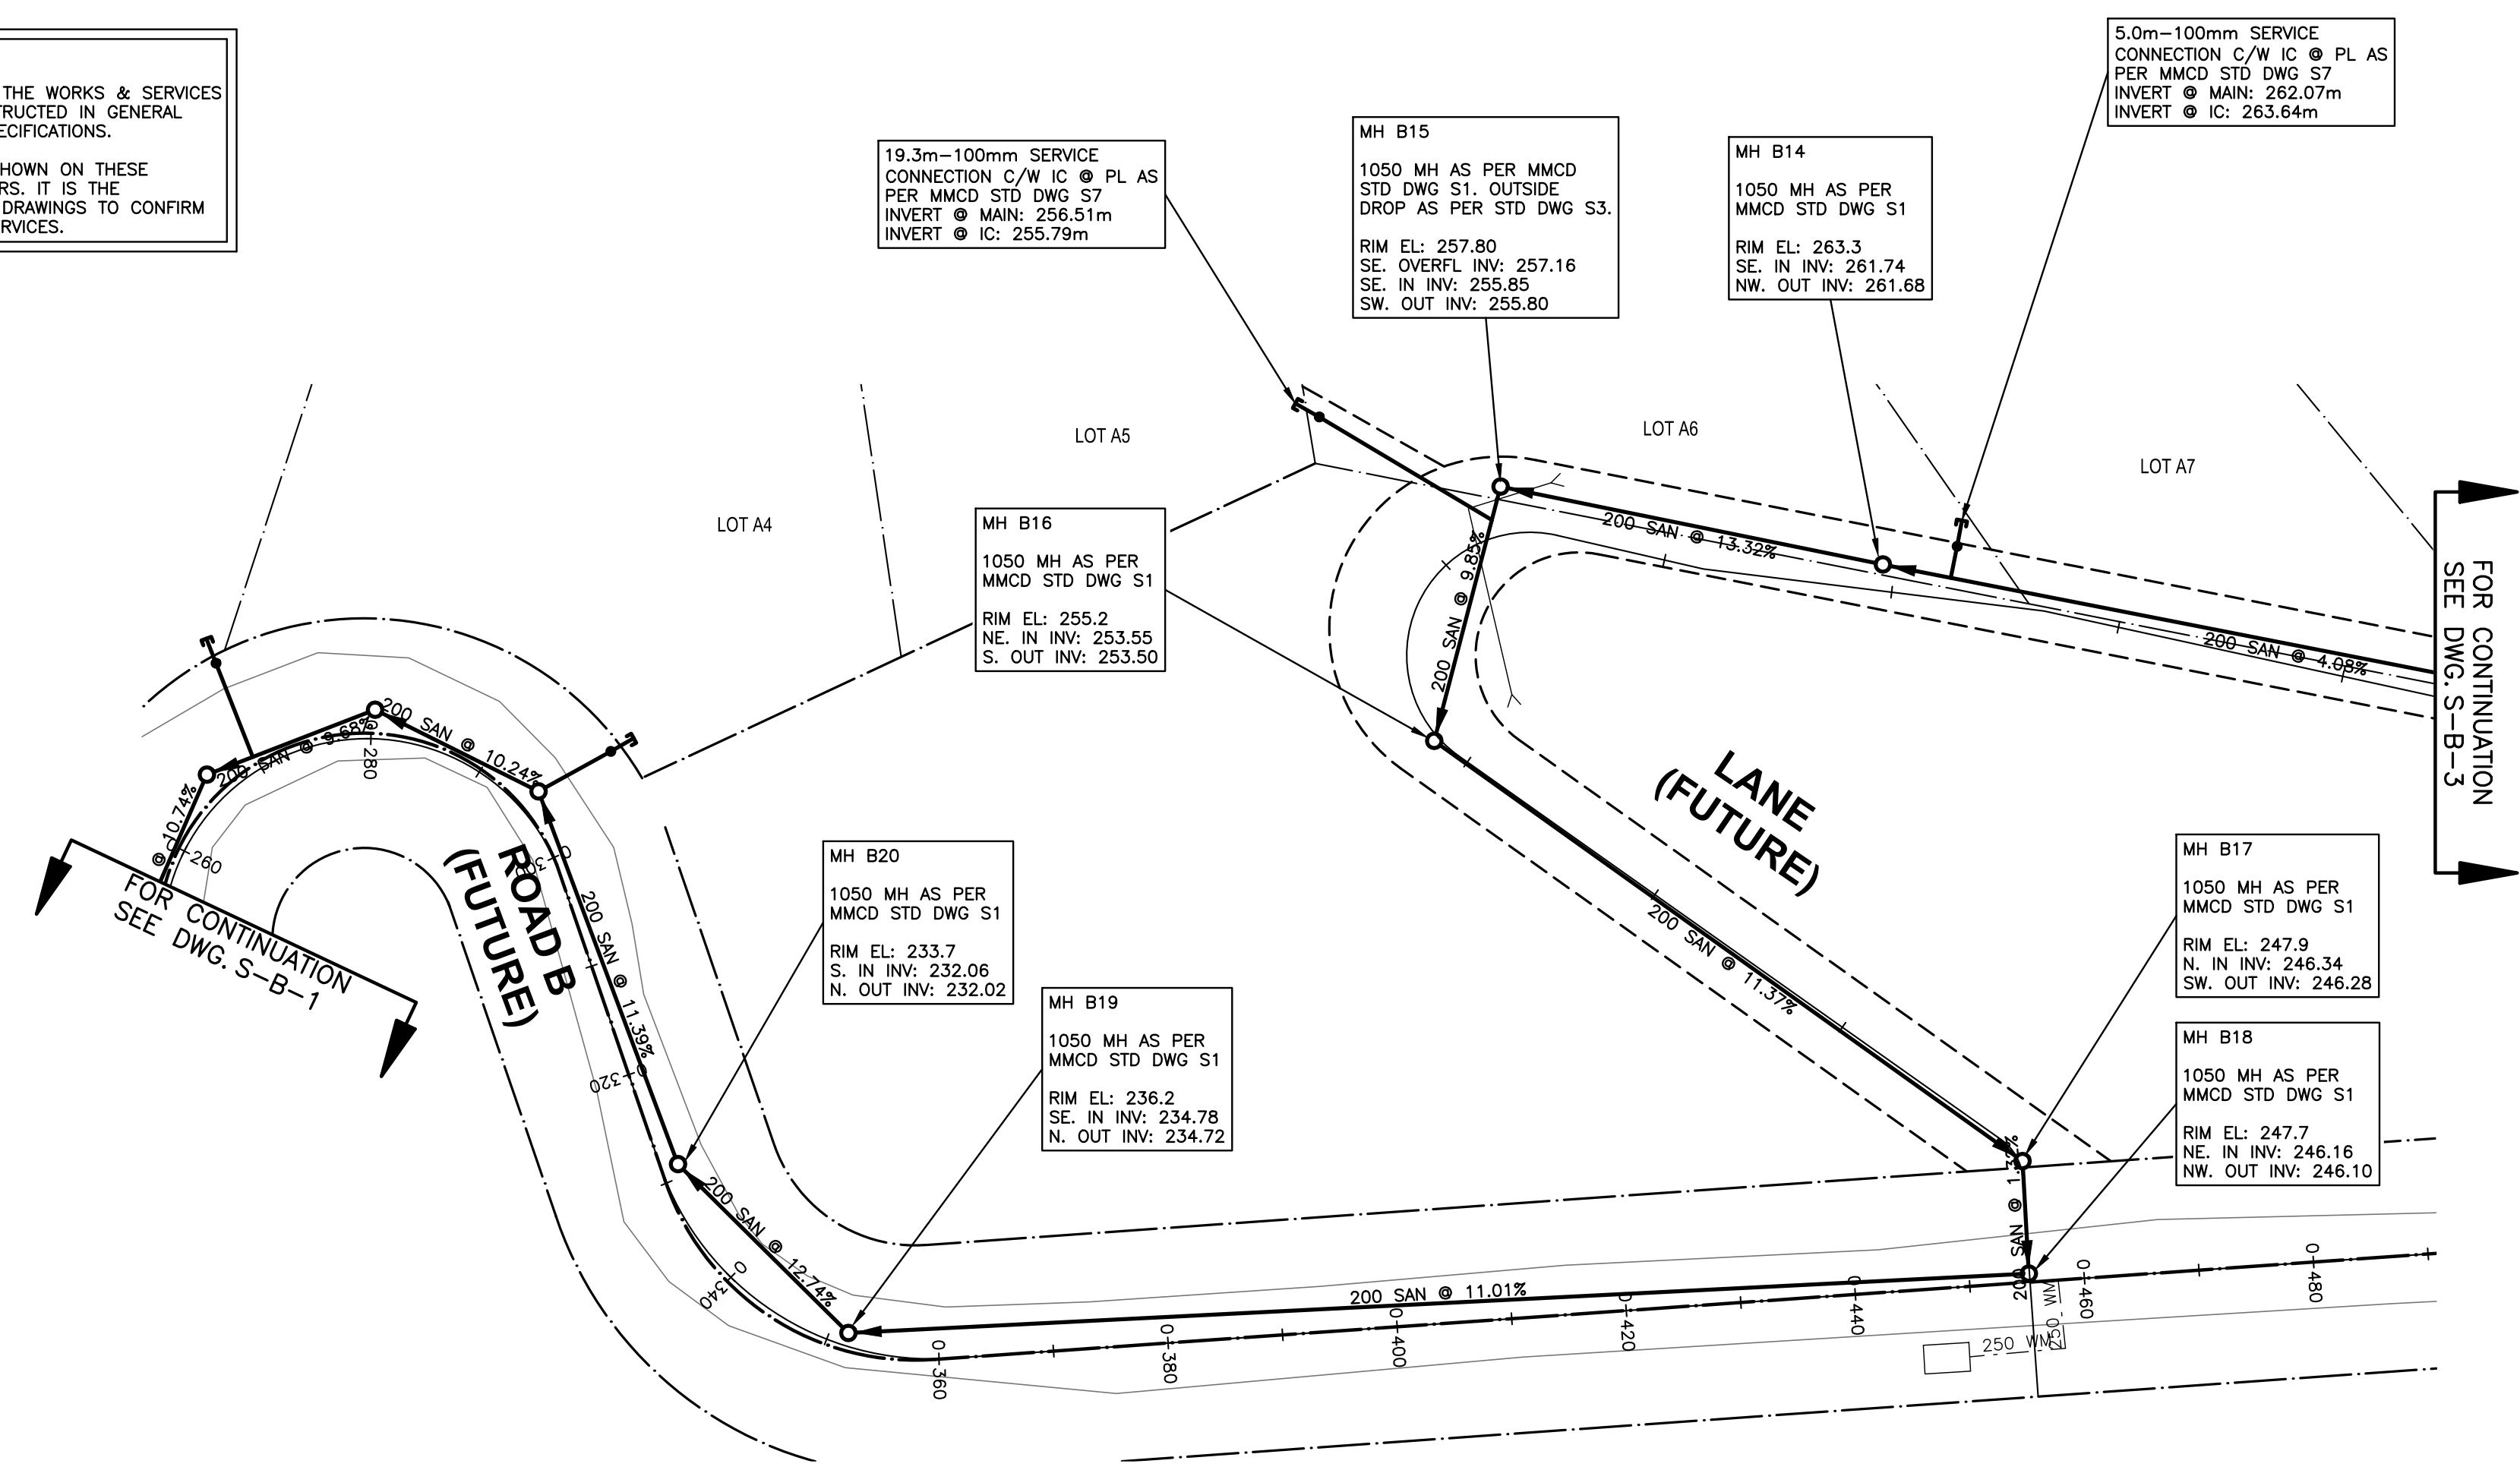 THE WORKS & SERVICES
TRUCTED IN GENERAL
ECIFICATIONS.
HOWN ON THESE
RS. IT IS THE
DRAWINGS TO CONFIRM
RVICES.
19.3m-100mm SERVICE
CONNECTION C/W IC @ PL AS
PER MMCD STD DWG S7
INVERT @ MAIN: 256.51m
INVERT @ IC: 255.79m
MH B15
1050 MH AS PER MMCD
STD DWG S1. OUTSIDE
DROP AS PER STD DWG S3.
RIM EL: 257.80
SE. OVERFL INV: 257.16
SE. IN INV: 255.85
SW. OUT INV: 255.80
MH B14
1050 MH AS PER
MMCD STD DWG S1
RIM EL: 263.3
SE. IN INV: 261.74
NW. OUT INV: 261.68
5.0m-100mm SERVICE
CONNECTION C/W IC @ PL AS
PER MMCD STD DWG S7
INVERT @ MAIN: 262.07m
INVERT @ IC: 263.64m
LOT A4
LOT A5
LOT A6
LOT A7
MH B16
1050 MH AS PER
MMCD STD DWG S1
RIM EL: 255.2
NE. IN INV: 253.55
S. OUT INV: 253.50
200 SAN @ 13.32%
200 SAN @ 9.85%
200 SAN @ 4.08%
FOR CONTINUATION
SEE DWG. S-B-3
LANE
(FUTURE)
200 SAN @ 11.37%
200 SAN @ 10.24%
200 SAN @ 9.68%
@ 10.74%
0-260
0-280
FOR CONTINUATION
SEE DWG. S-B-1
ROAD B
(FUTURE)
200 SAN @ 11.39%
0-320
MH B20
1050 MH AS PER
MMCD STD DWG S1
RIM EL: 233.7
S. IN INV: 232.06
N. OUT INV: 232.02
MH B19
1050 MH AS PER
MMCD STD DWG S1
RIM EL: 236.2
SE. IN INV: 234.78
N. OUT INV: 234.72
MH B17
1050 MH AS PER
MMCD STD DWG S1
RIM EL: 247.9
N. IN INV: 246.34
SW. OUT INV: 246.28
MH B18
1050 MH AS PER
MMCD STD DWG S1
RIM EL: 247.7
NE. IN INV: 246.16
NW. OUT INV: 246.10
200 SAN @ 12.74%
0-340
200 SAN @ 11.01%
200 SAN @
0-360
0-380
0-400
0-420
0-440
0-460
0-480
250 WM
250 WM